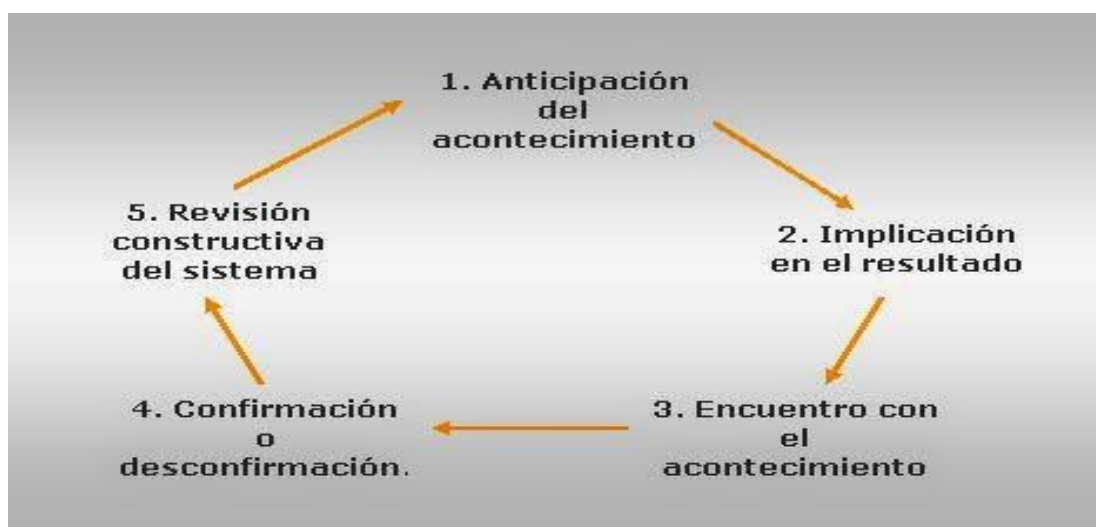 1. Anticipación
del
acontecimiento
2. Implicación
en el resultado
3. Encuentro con
el
acontecimiento
4. Confirmación
o
desconfirmación.
5. Revisión
constructiva
del sistema